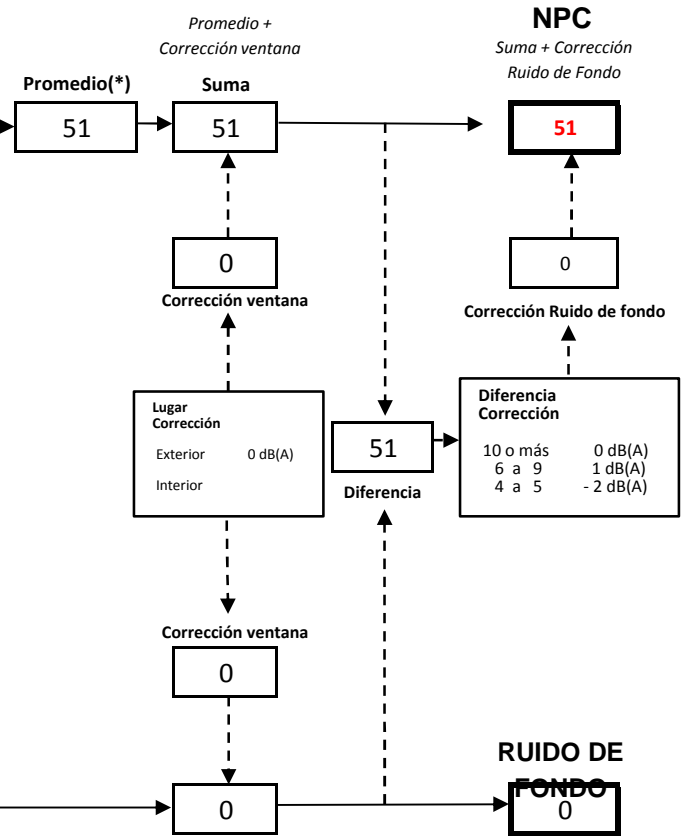 NPC
Promedio +
Corrección ventana
Suma + Corrección
Ruido de Fondo
Promedio(*)
Suma
51
51
51
0
0
Corrección ventana
Corrección Ruido de fondo
Lugar
Corrección
Exterior 0 dB(A)
Interior
51
Diferencia
Diferencia
Corrección
10 o más 0 dB(A)
6 a 9 1 dB(A)
4 a 5 - 2 dB(A)
Corrección ventana
0
RUIDO DE
FONDO
0
0